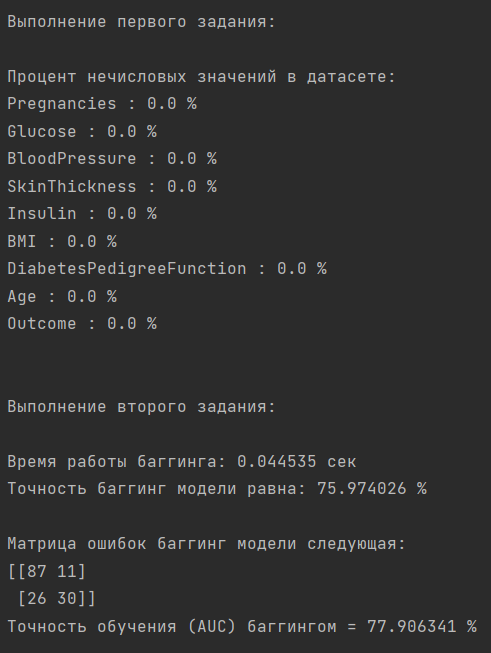 Выполнение первого задания:
Процент нечисловых значений в датасете:
Pregnancies : 0.0 %
Glucose : 0.0 %
BloodPressure : 0.0 %
SkinThickness : 0.0 %
Insulin : 0.0 %
BMI : 0.0 %
DiabetesPedigreeFunction : 0.0 %
Age : 0.0 %
Outcome : 0.0 %
Выполнение второго задания:
Время работы баггинга: 0.044535 сек
Точность баггинг модели равна: 75.974026 %
Матрица ошибок баггинг модели следующая:
[[87 11]
 [26 30]]
Точность обучения (AUC) баггингом = 77.906341 %